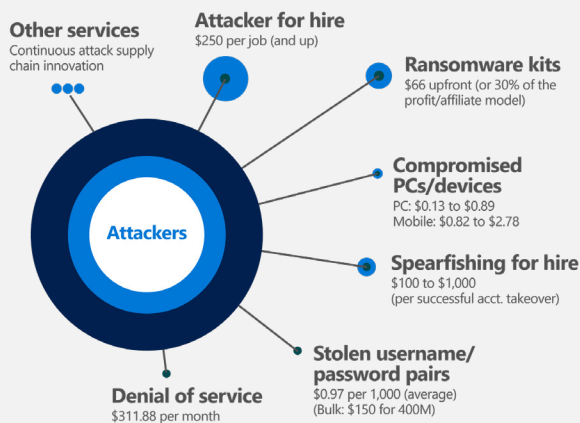 Other services
Continuous attack supply
chain innovation
Attacker for hire
$250 per job (and up)
Ransomware kits
$66 upfront (or 30% of the
profit/affiliate model)
Compromised
PCs/devices
PC: $0.13 to $0.89
Mobile: $0.82 to $2.78
Attackers
Spearfishing for hire
$100 to $1,000
(per successful acct. takeover)
Stolen username/
password pairs
$0.97 per 1,000 (average)
(Bulk: $150 for 400M)
Denial of service
$311.88 per month